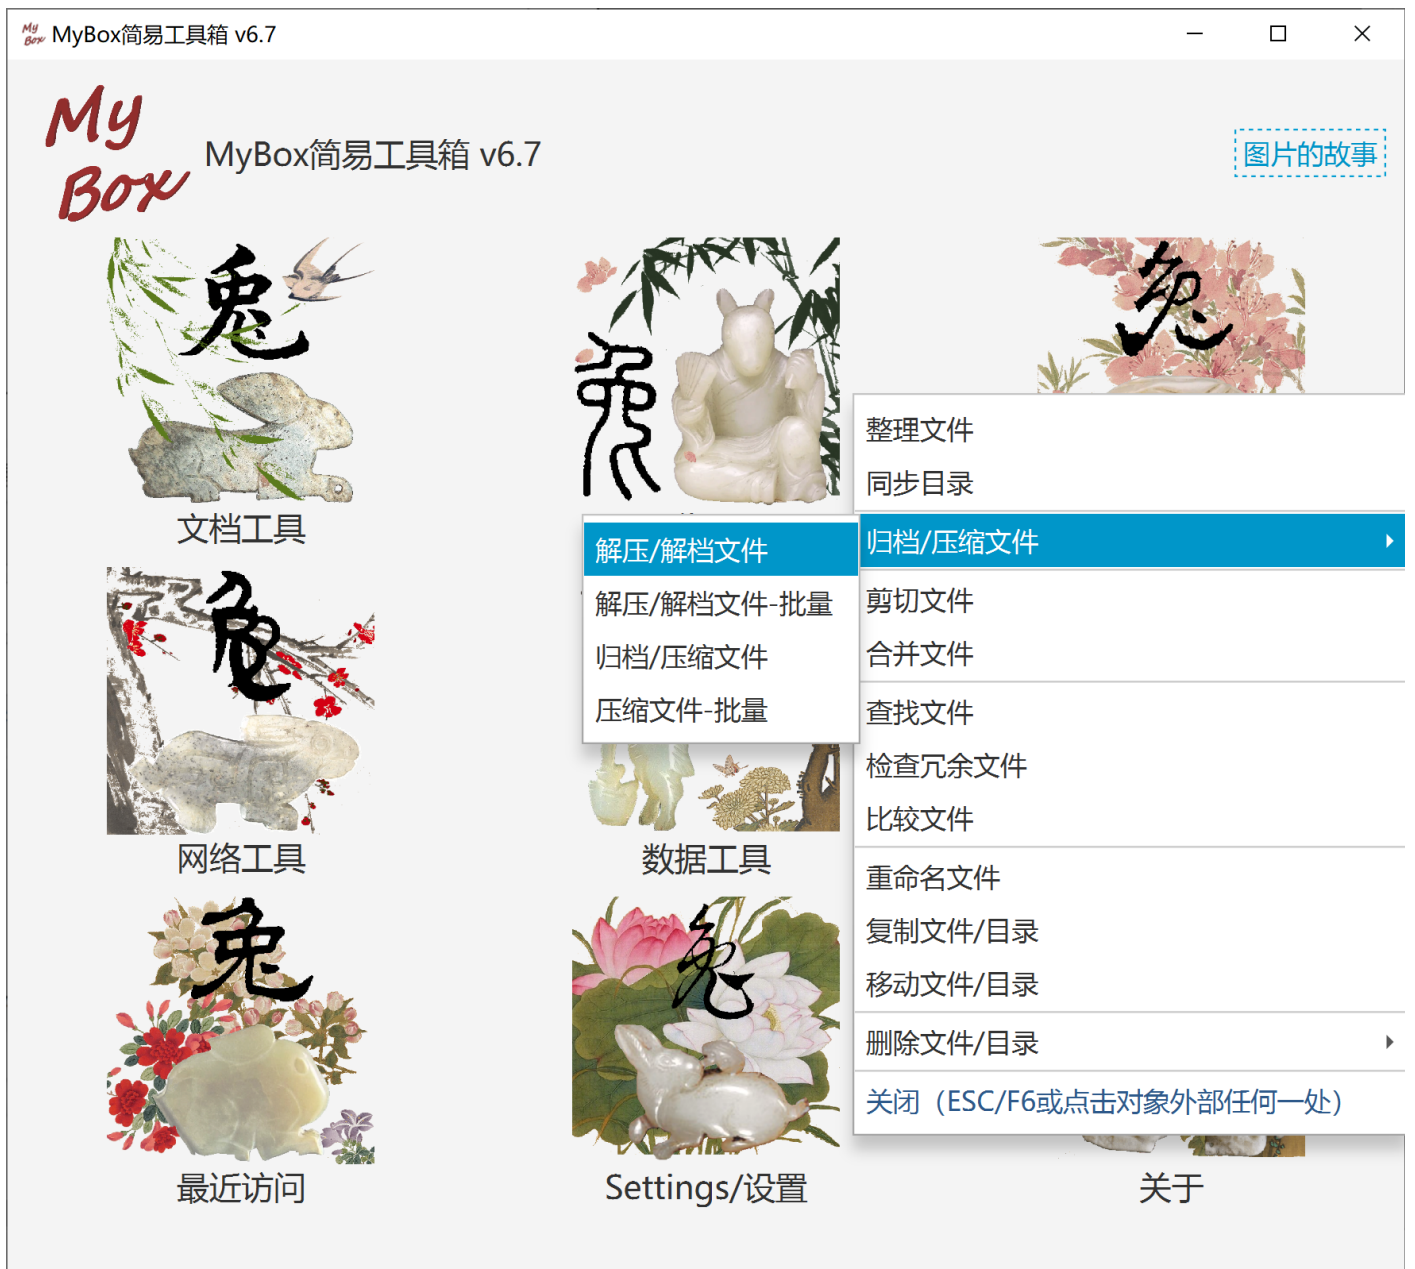 MyBox简易工具箱 v6.7
My
Box
MyBox简易工具箱 v6.7
图片的故事
兔
兔
兔
文档工具
整理文件
同步目录
归档/压缩文件
剪切文件
合并文件
查找文件
检查冗余文件
比较文件
重命名文件
复制文件/目录
移动文件/目录
删除文件/目录
关闭（ESC/F6或点击对象外部任何一处）
解压/解档文件
解压/解档文件-批量
归档/压缩文件
压缩文件-批量
兔
网络工具
数据工具
兔
兔
最近访问
Settings/设置
关于